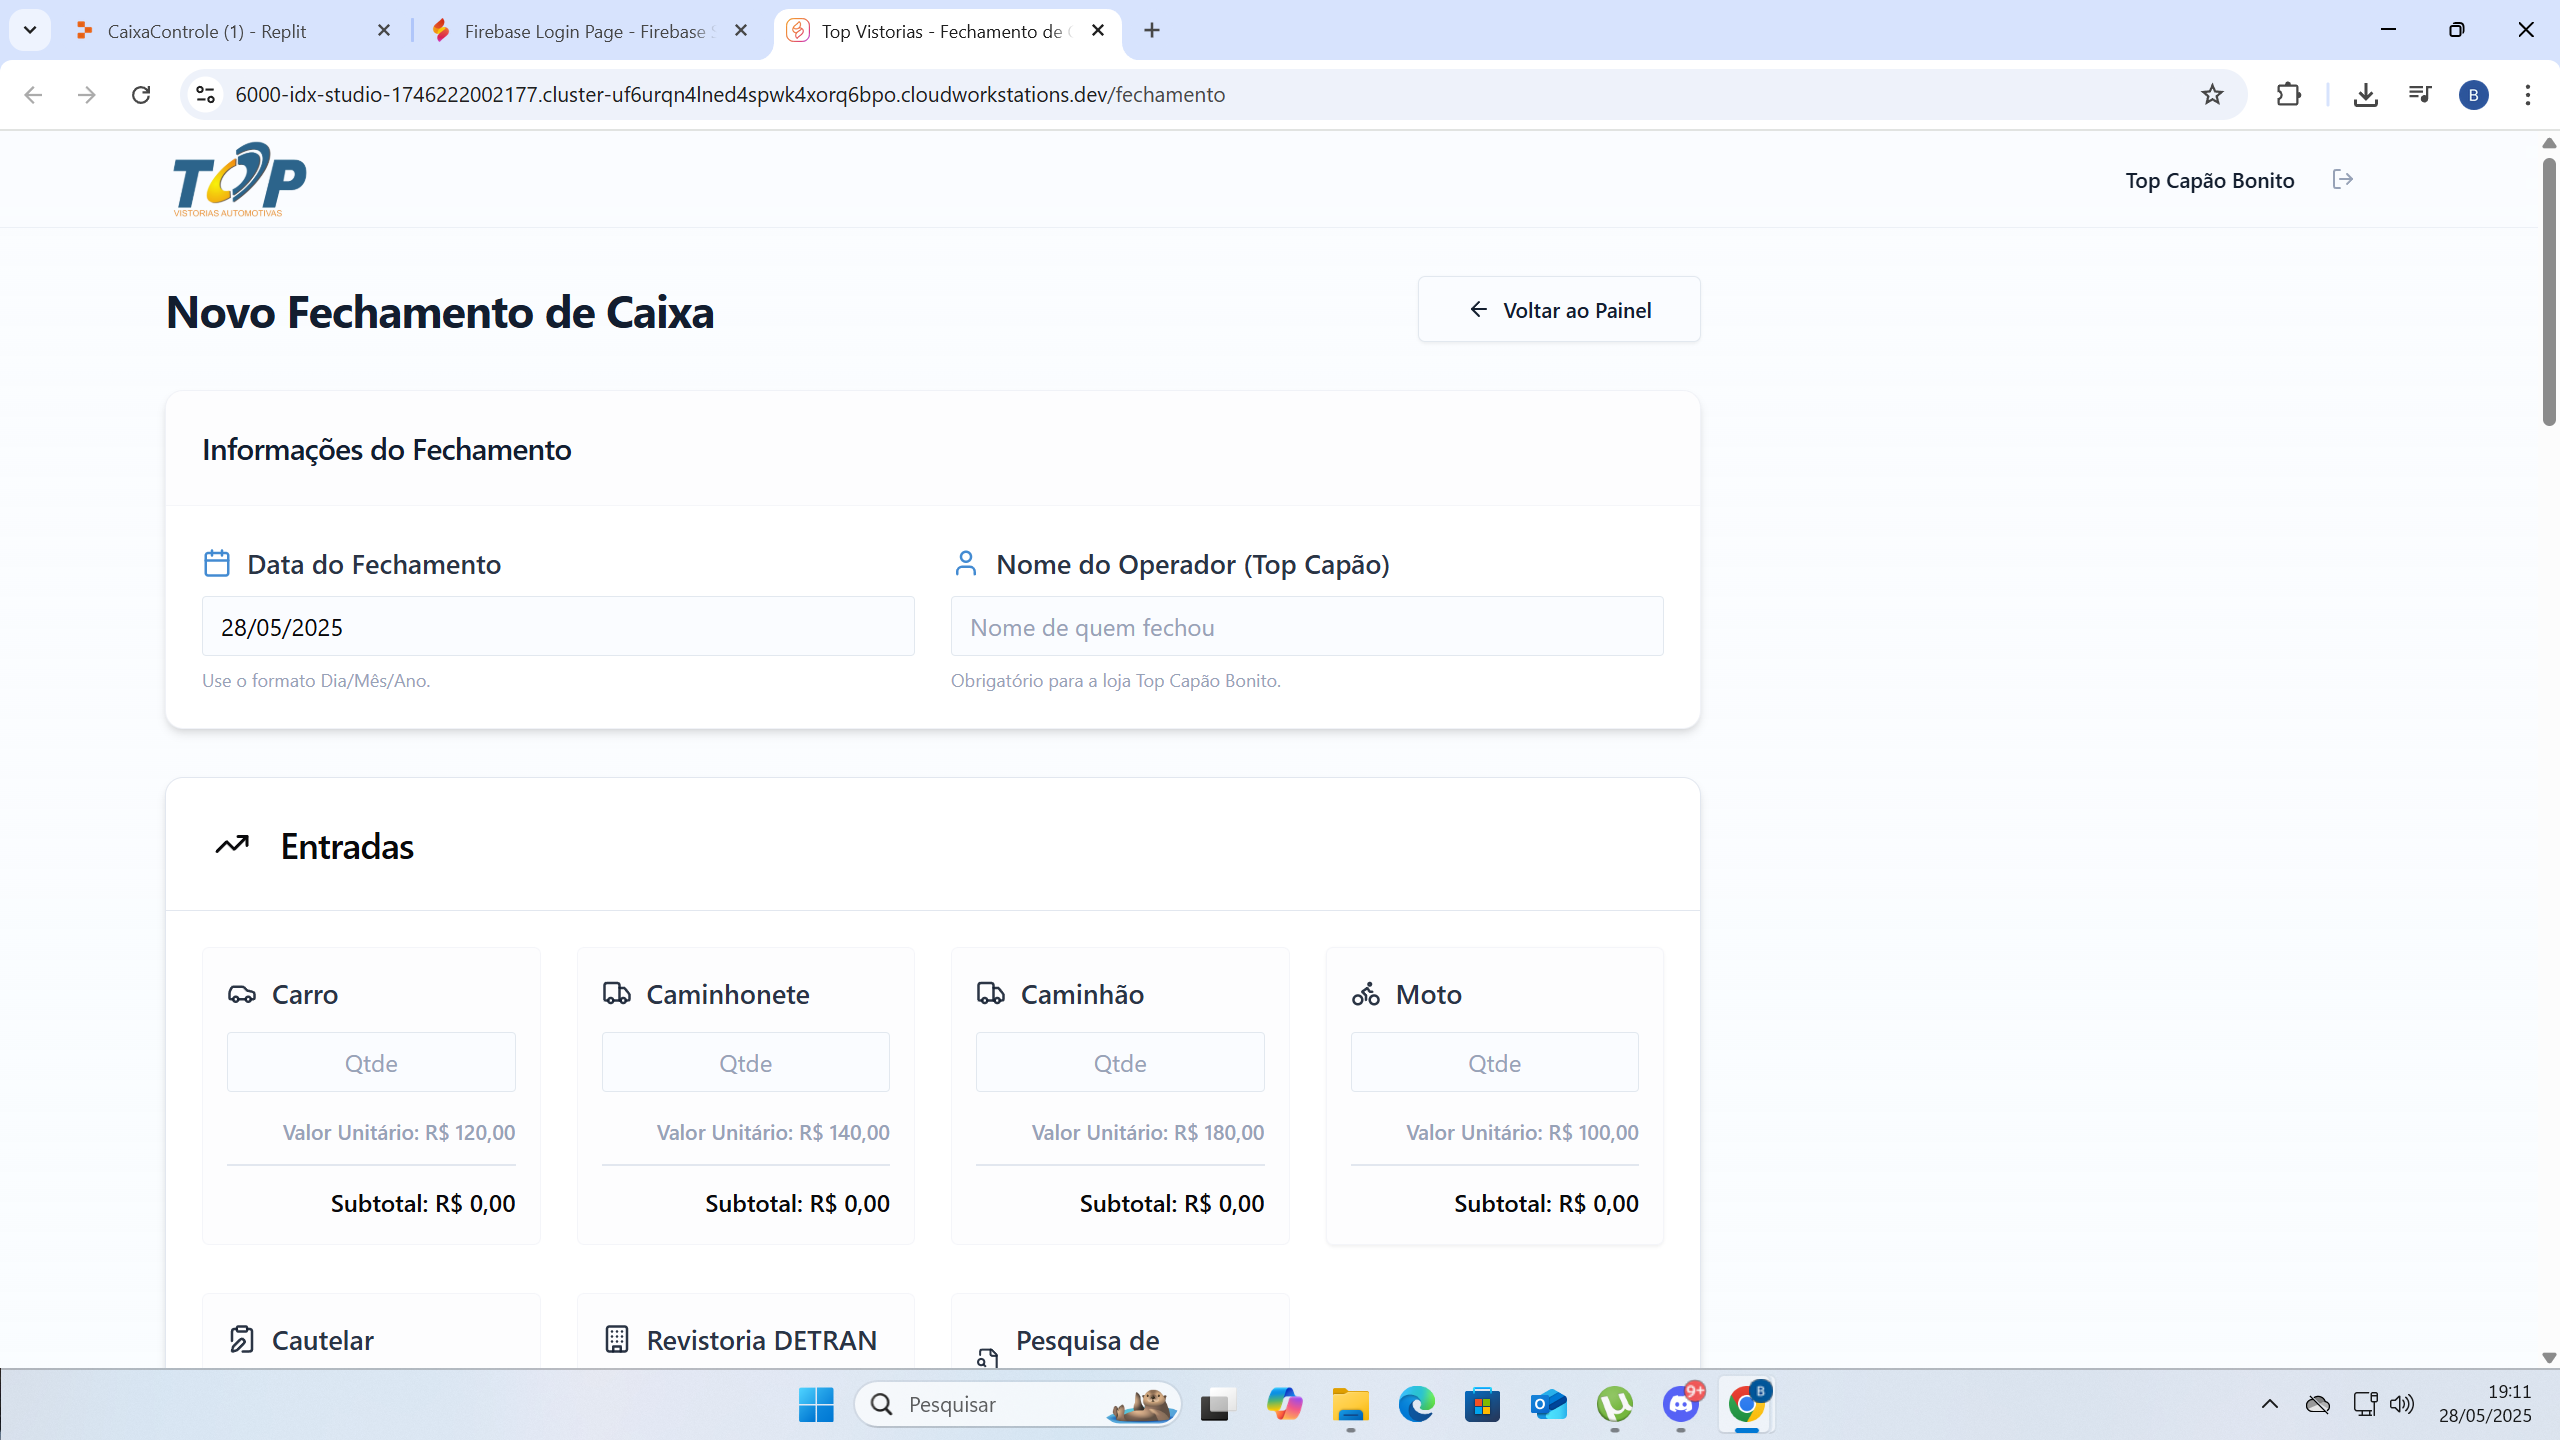 CaixaControle (1) - Replit
Firebase Login Page - Firebase
Top Vistorias - Fechamento de
6000-idx-studio-1746222002177.cluster-uf6urqn4lned4spwk4xorq6bpo.cloudworkstations.dev/fechamento
B
TOP
VISTORIAS AUTOMOTIVAS
Top Capão Bonito
Novo Fechamento de Caixa
Voltar ao Painel
Informações do Fechamento
Data do Fechamento
28/05/2025
Use o formato Dia/Mês/Ano.
Nome do Operador (Top Capão)
Nome de quem fechou
Obrigatório para a loja Top Capão Bonito.
Entradas
Carro
Qtde
Valor Unitário: R$ 120,00
Subtotal: R$ 0,00
Caminhonete
Qtde
Valor Unitário: R$ 140,00
Subtotal: R$ 0,00
Caminhão
Qtde
Valor Unitário: R$ 180,00
Subtotal: R$ 0,00
Moto
Qtde
Valor Unitário: R$ 100,00
Subtotal: R$ 0,00
Cautelar
Revistoria DETRAN
Pesquisa de
Pesquisar
9+
B
19:11
28/05/2025